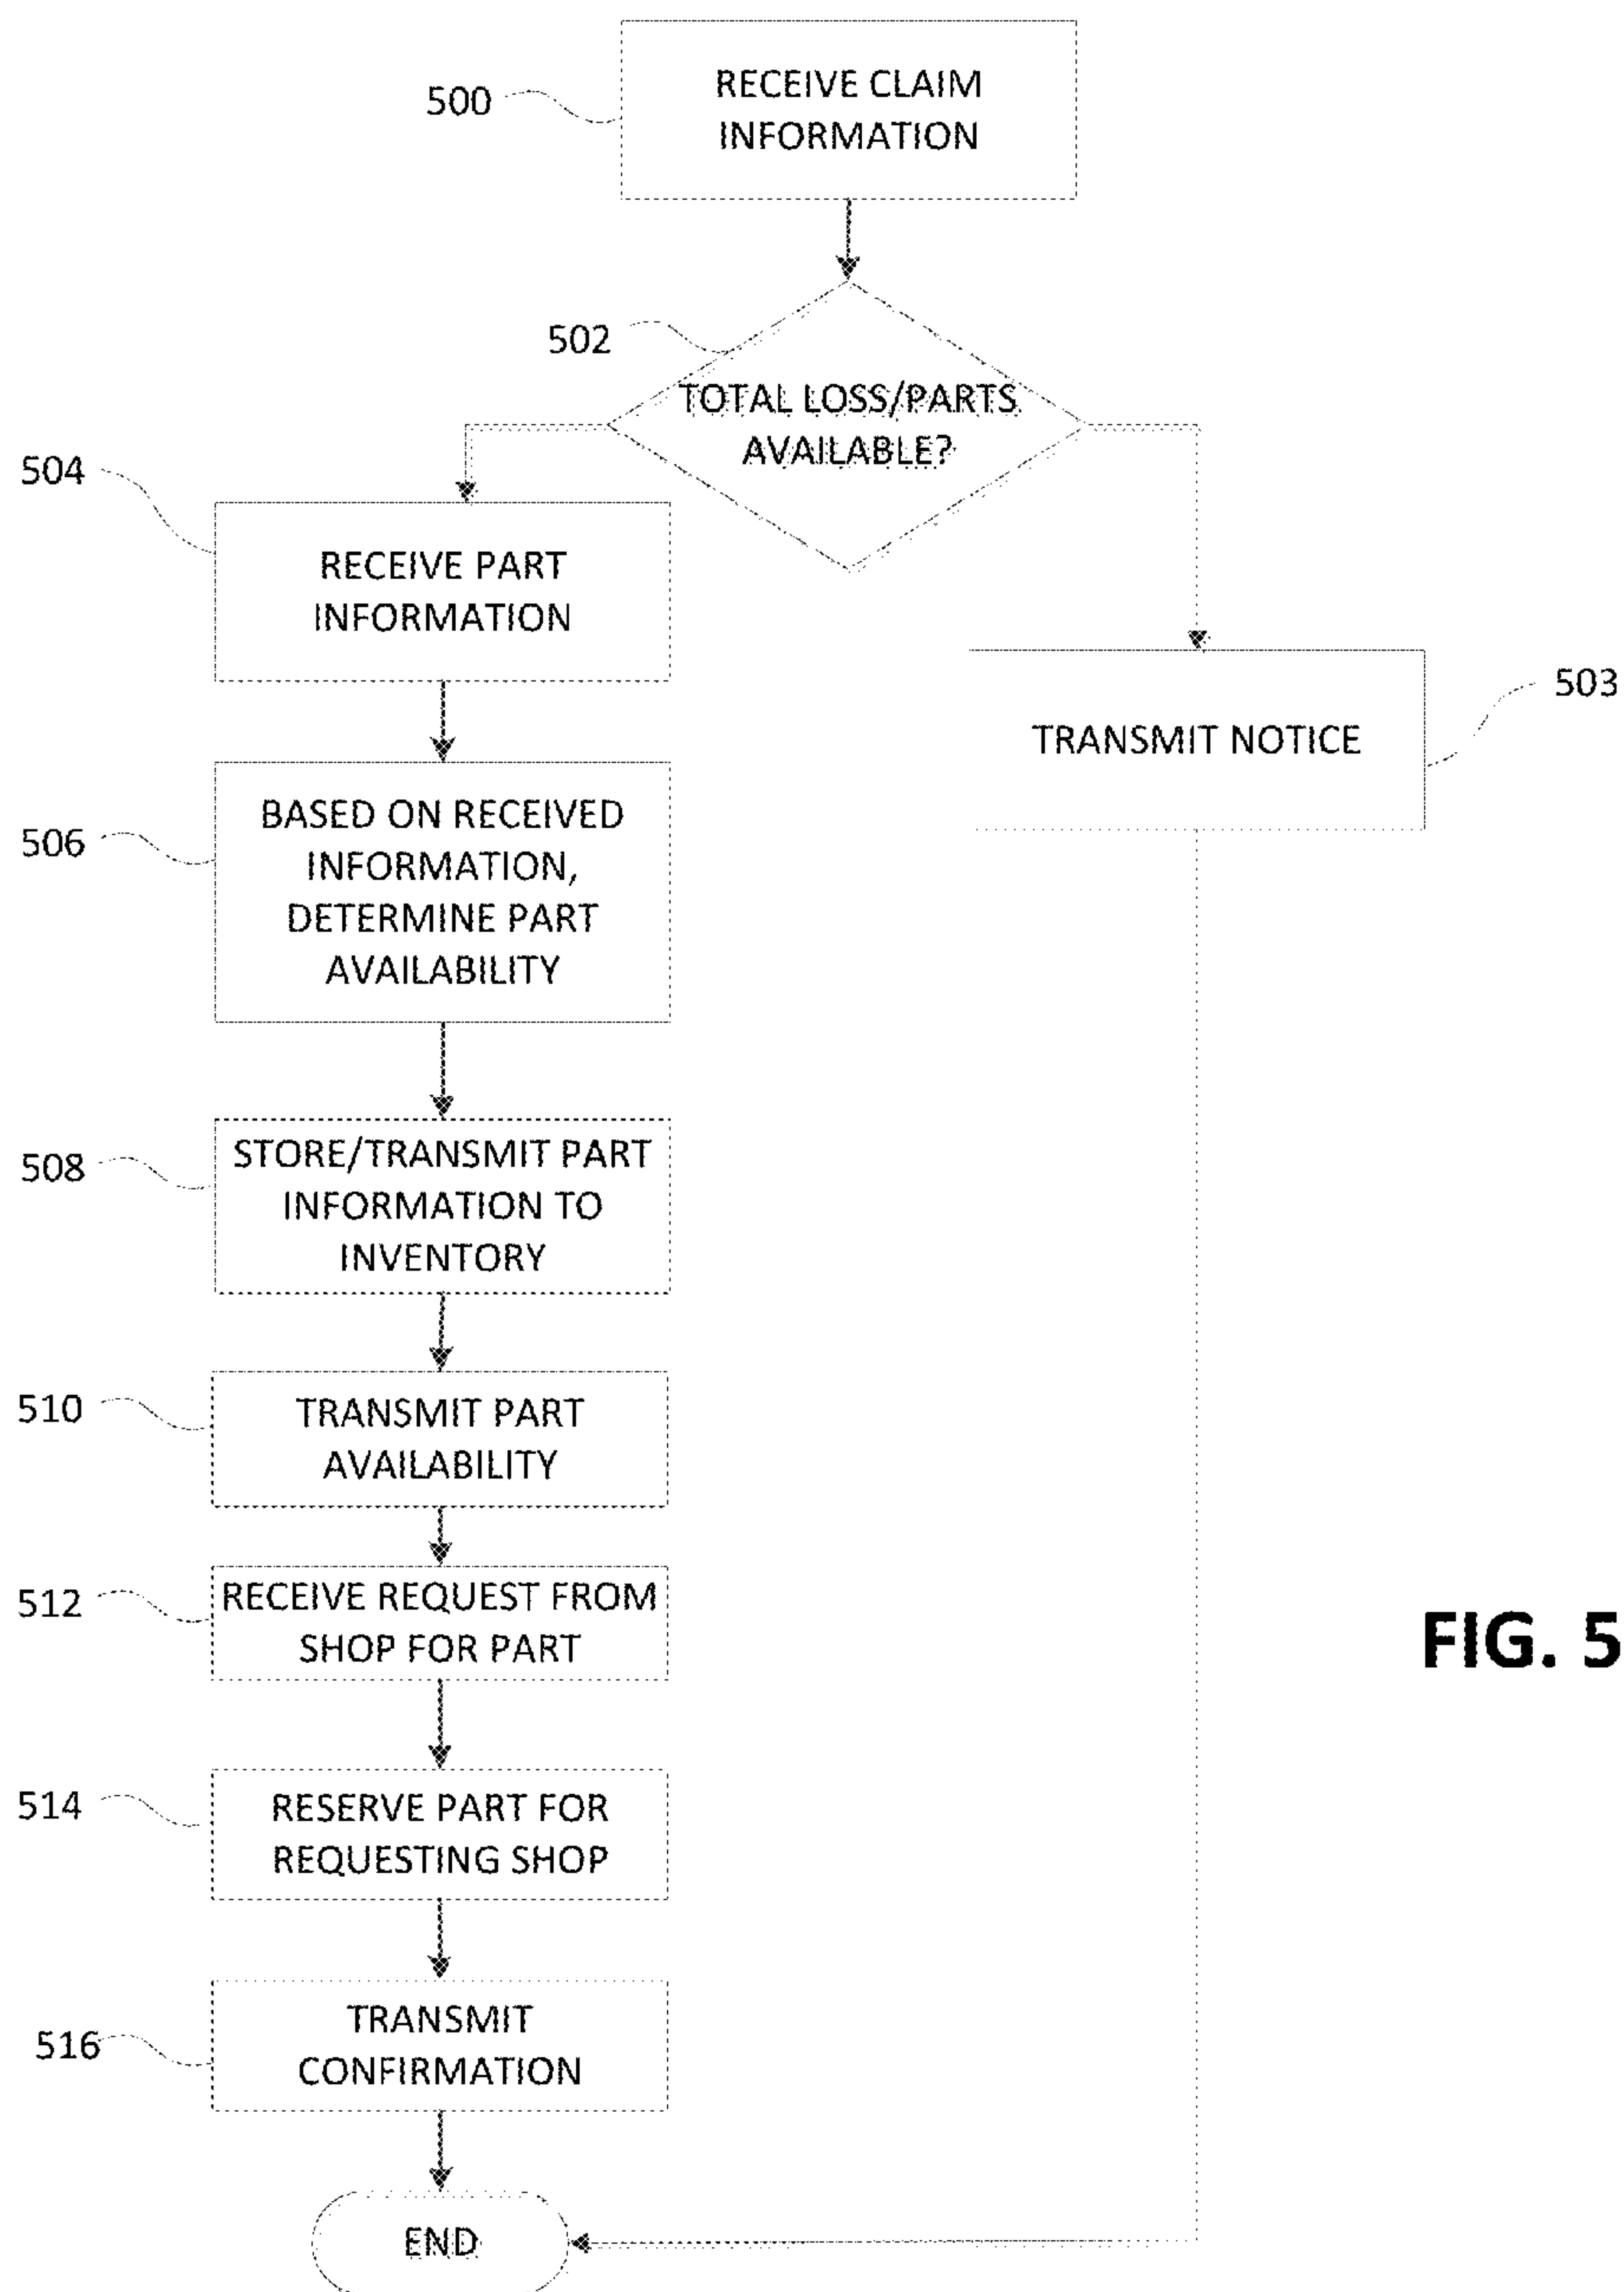 500
RECEIVE CLAIM
INFORMATION
502
TOTAL LOSS/PARTS
AVAILABLE?
504
RECEIVE PART
INFORMATION
503
TRANSMIT NOTICE
506
BASED ON RECEIVED
INFORMATION,
DETERMINE PART
AVAILABILITY
508
STORE/TRANSMIT PART
INFORMATION TO
INVENTORY
510
TRANSMIT PART
AVAILABILITY
512
RECEIVE REQUEST FROM
SHOP FOR PART
FIG. 5
514
RESERVE PART FOR
REQUESTING SHOP
516
TRANSMIT
CONFIRMATION
END